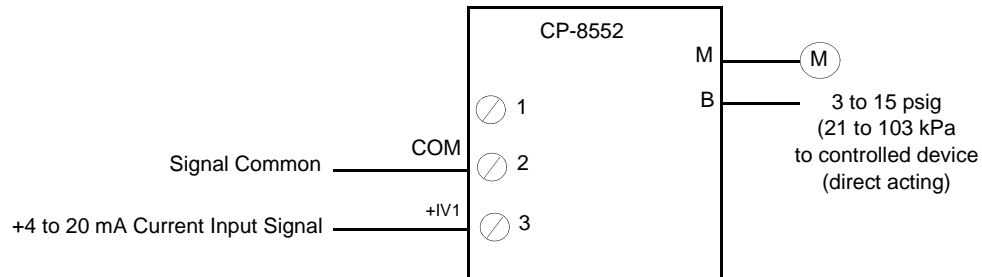 CP-8552
M
M
B
3 to 15 psig
(21 to 103 kPa
to controlled device
(direct acting)
1
COM
Signal Common
2
+IV1
+4 to 20 mA Current Input Signal
3